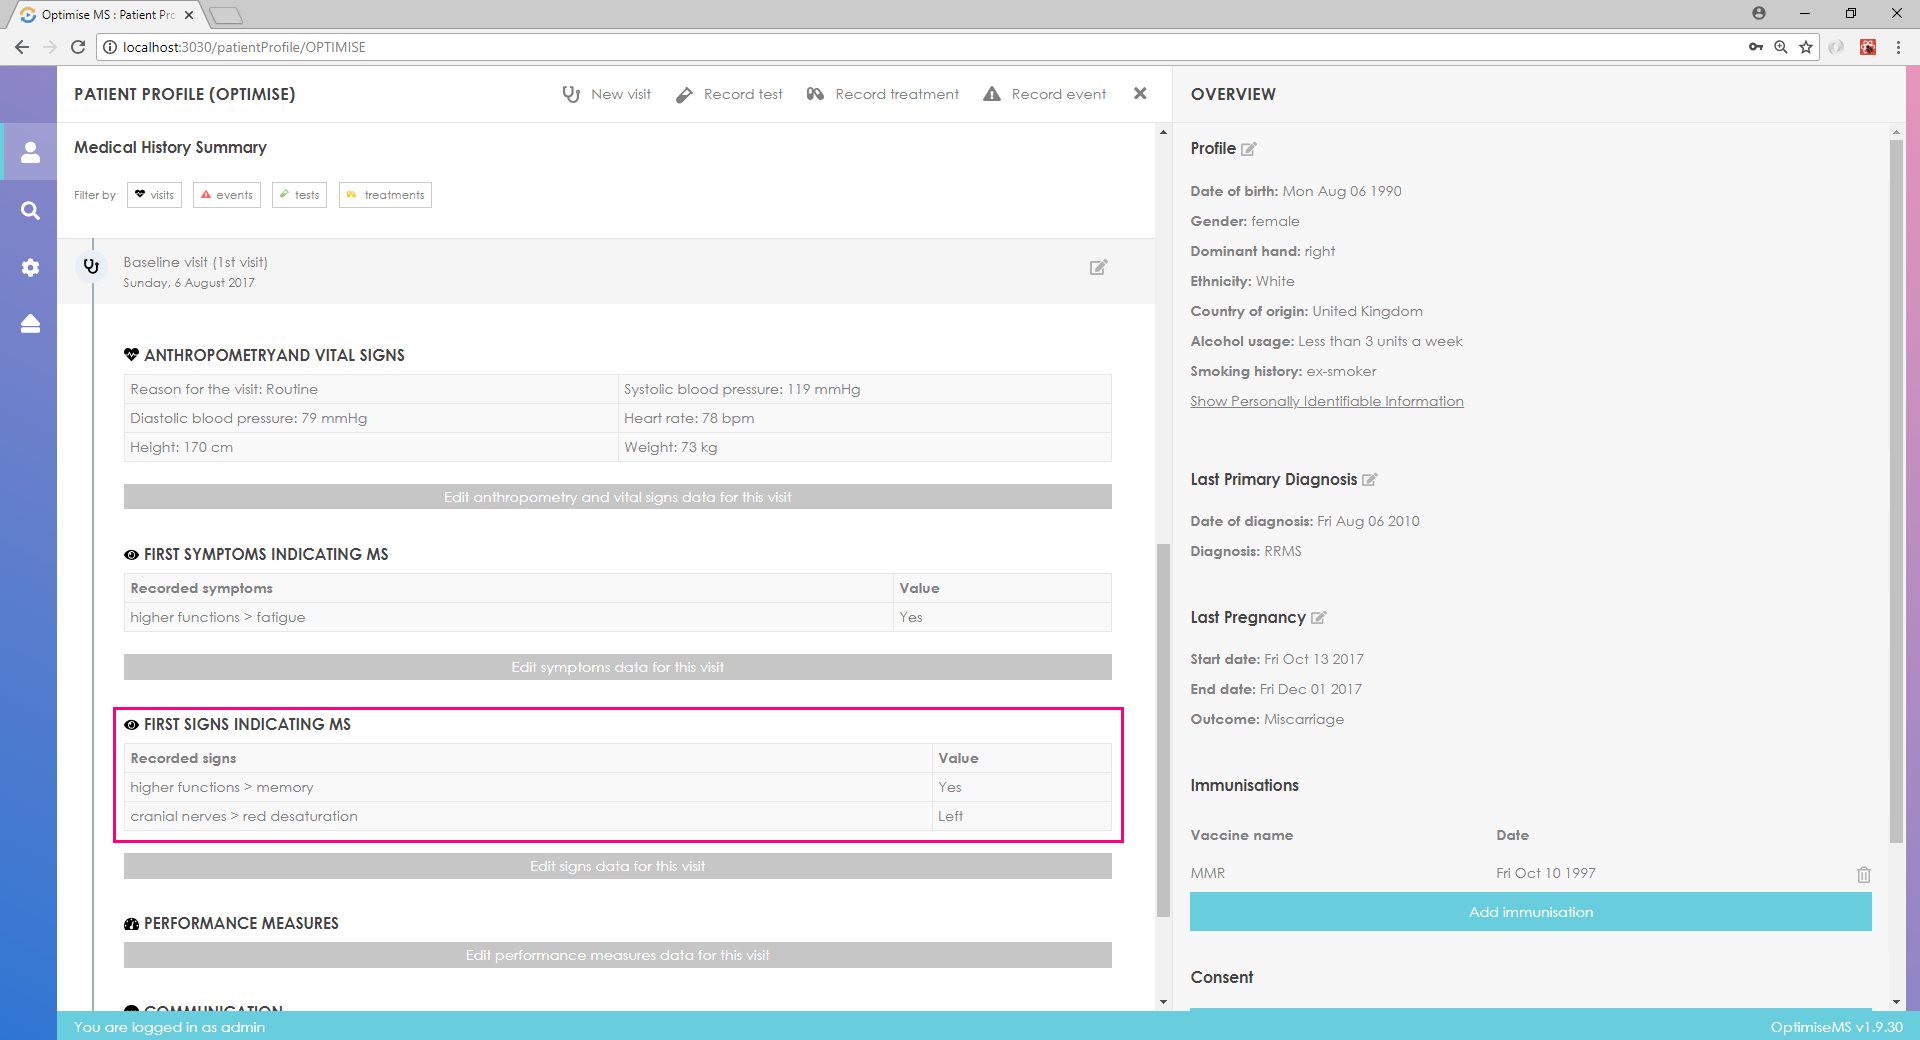 Optimise MS : Patient Pro
localhost:3030/patientProfile/OPTIMISE
PATIENT PROFILE (OPTIMISE)
New visit
Record test
Record treatment
Record event
OVERVIEW
Medical History Summary
Filter by
visits
events
tests
treatments
Baseline visit (1st visit)
Sunday, 6 August 2017
ANTHROPOMETRYAND VITAL SIGNS
Reason for the visit: Routine
Systolic blood pressure: 119 mmHg
Diastolic blood pressure: 79 mmHg
Heart rate: 78 bpm
Height: 170 cm
Weight: 73 kg
Edit anthropometry and vital signs data for this visit
FIRST SYMPTOMS INDICATING MS
Recorded symptoms
Value
higher functions > fatigue
Yes
Edit symptoms data for this visit
FIRST SIGNS INDICATING MS
Recorded signs
Value
higher functions > memory
Yes
cranial nerves > red desaturation
Left
Edit signs data for this visit
PERFORMANCE MEASURES
Edit performance measures data for this visit
COMMUNICATION
Profile
Date of birth: Mon Aug 06 1990
Gender: female
Dominant hand: right
Ethnicity: White
Country of origin: United Kingdom
Alcohol usage: Less than 3 units a week
Smoking history: ex-smoker
Show Personally Identifiable Information
Last Primary Diagnosis
Date of diagnosis: Fri Aug 06 2010
Diagnosis: RRMS
Last Pregnancy
Start date: Fri Oct 13 2017
End date: Fri Dec 01 2017
Outcome: Miscarriage
Immunisations
Vaccine name
Date
MMR
Fri Oct 10 1997
Add immunisation
Consent
You are logged in as admin
OptimiseMS v1.9.30